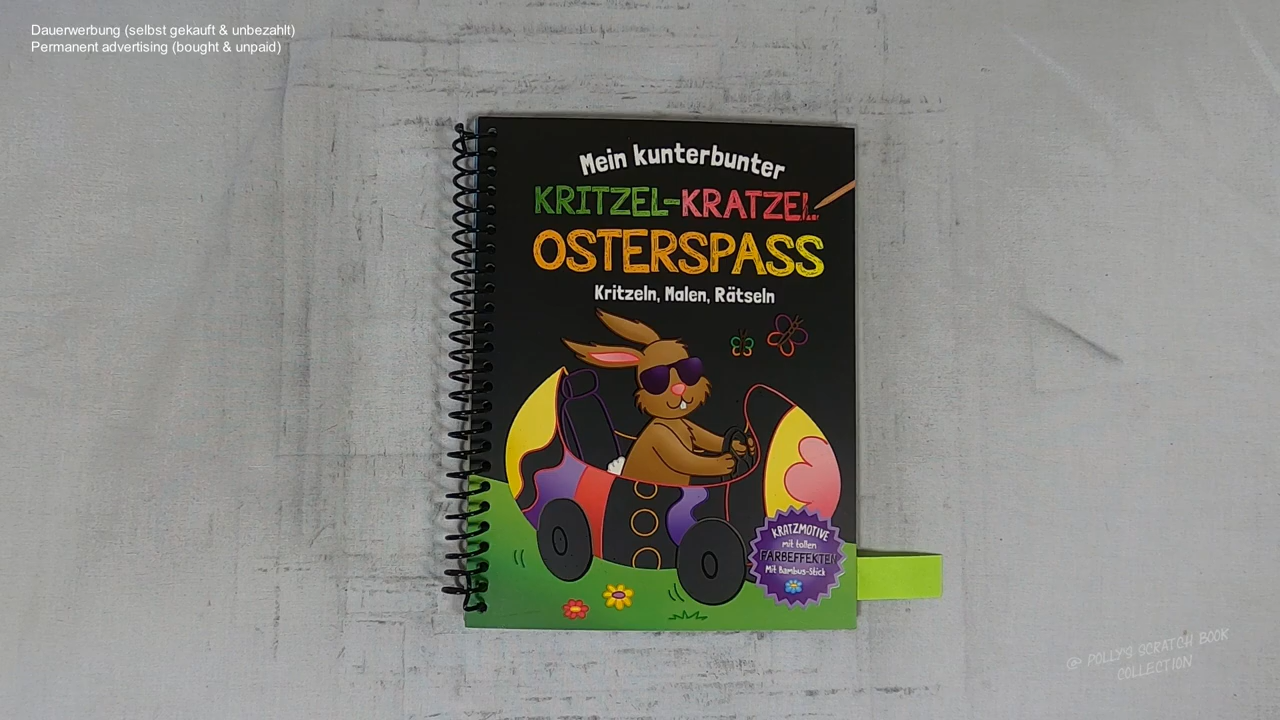 Dauerwerbung (selbst gekauft & unbezahlt)
Permanent advertising (bought & unpaid)
Mein kunterbunter
KRITZEL-KRATZEL
OSTERSPASS
Kritzeln, Malen, Rätseln
KRATZMOTIVE
mit tollen
FARBEFFEKTEN
Mit Bambus-Stick
@ POLLY'S SCRATCH BOOK
COLLECTION